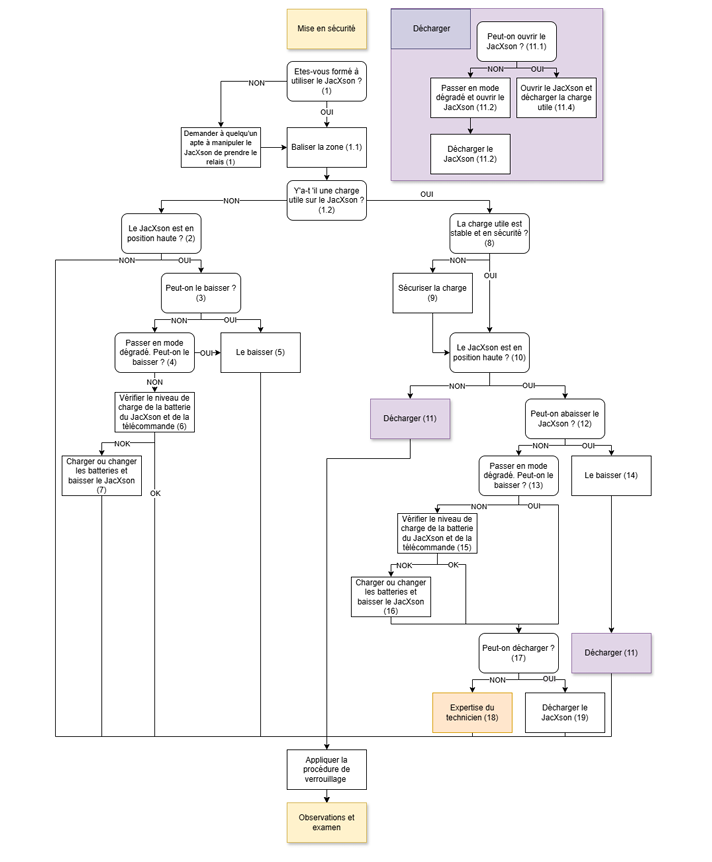 Mise en sécurité
Décharger
Peut-on ouvrir le
JacXson ? (11.1)
NON
OUI
Passer en mode
dégradé et ouvrir le
JacXson (11.2)
Ouvrir le JacXson et
décharger la charge
utile (11.4)
Décharger le
JacXson (11.2)
Etes-vous formé à
utiliser le JacXson ?
(1)
NON
OUI
Demander à quelqu'un
apte à manipuler le
JacXson de prendre le
relais (1)
Baliser la zone (1.1)
Y'a-t 'il une charge
utile sur le JacXson ?
(1.2)
NON
OUI
Le JacXson est en
position haute ? (2)
NON
OUI
Peut-on le baisser ?
(3)
NON
OUI
Passer en mode
dégradé. Peut-on le
baisser ? (4)
OUI
Le baisser (5)
NON
Vérifier le niveau de
charge de la batterie
du JacXson et de la
télécommande (6)
NOK
OK
Charger ou changer
les batteries et
baisser le JacXson
(7)
La charge utile est
stable et en sécurité ?
(8)
NON
OUI
Sécuriser la charge
(9)
Le JacXson est en
position haute ? (10)
NON
OUI
Décharger (11)
Peut-on abaisser le
JacXson ? (12)
NON
OUI
Passer en mode
dégradé. Peut-on le
baisser ? (13)
Le baisser (14)
NON
OUI
Vérifier le niveau de
charge de la batterie
du JacXson et de la
télécommande (15)
NOK
OK
Charger ou changer
les batteries et
baisser le JacXson
(16)
Peut-on décharger ?
(17)
Décharger (11)
NON
OUI
Expertise du
technicien (18)
Décharger le
JacXson (19)
Appliquer la
procédure de
verrouillage
Observations et
examen